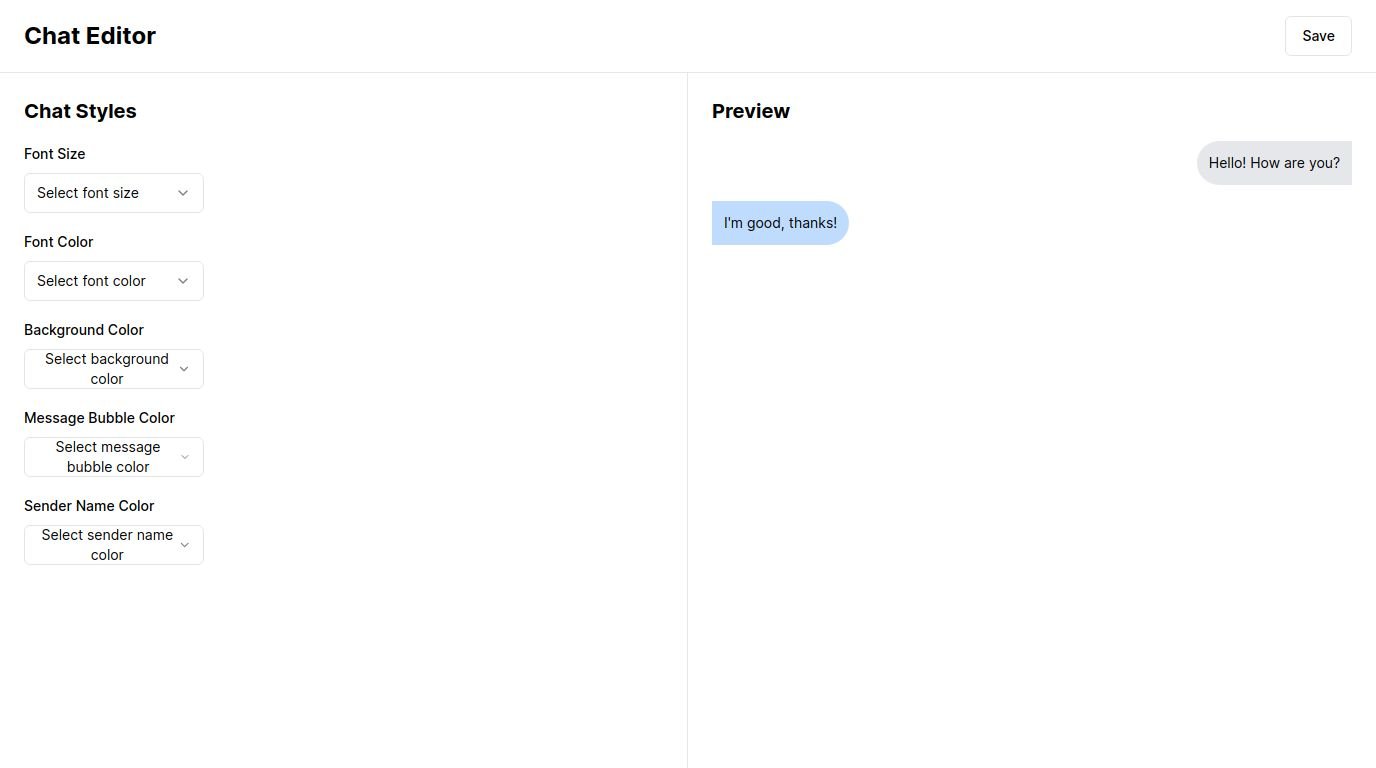 Chat Editor
Save
Chat Styles
Font Size
Select font size
Font Color
Select font color
Background Color
Select background
color
Message Bubble Color
Select message
bubble color
Sender Name Color
Select sender name
color
Preview
Hello! How are you?
I'm good, thanks!